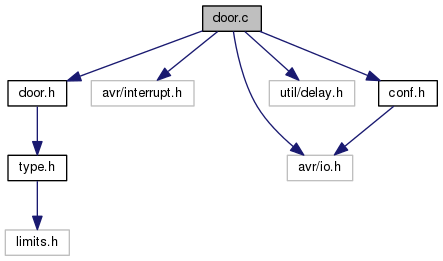 door.c
door.h
avr/interrupt.h
util/delay.h
conf.h
type.h
avr/io.h
limits.h